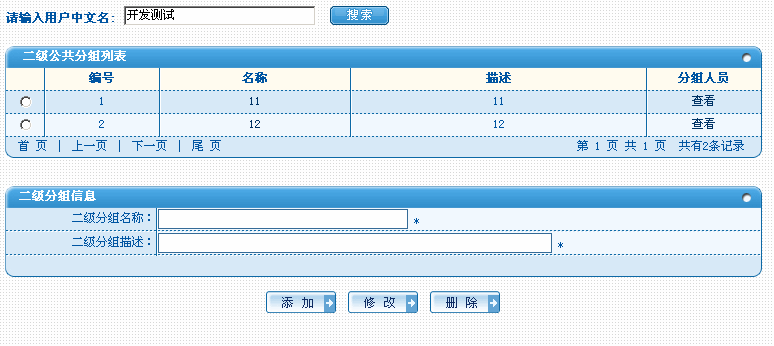 请输入用户中文名: 开发测试 搜索
二级公共分组列表
编号 名称 描述 分组人员
1 11 11 查看
2 12 12 查看
首 页 | 上一页 | 下一页 | 尾 页 第 1 页 共 1 页 共有2条记录
二级分组信息
二级分组名称： *
二级分组描述： *
添 加 修 改 删 除